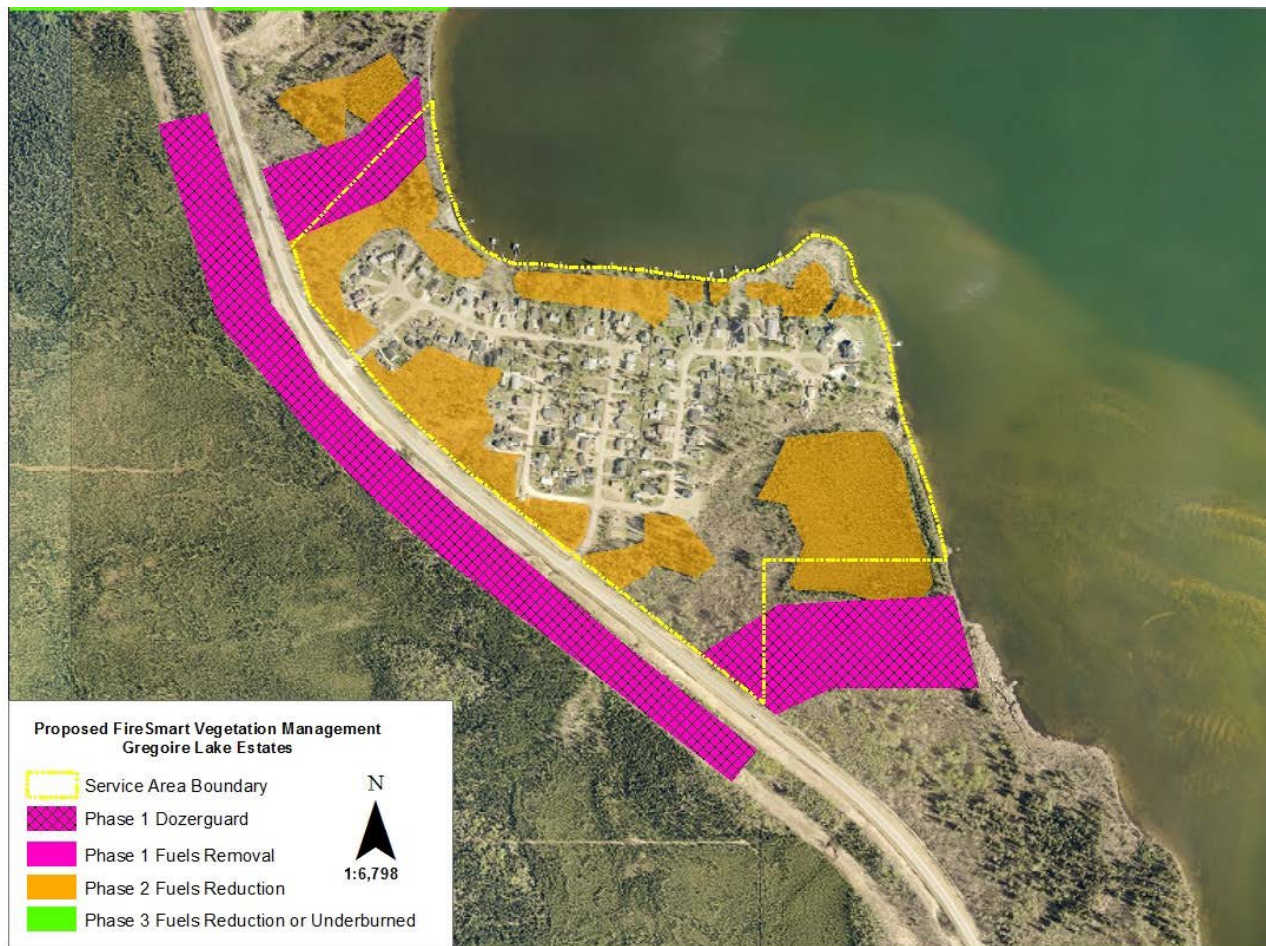 Proposed FireSmart Vegetation Management
Gregoire Lake Estates
Service Area Boundary
Phase 1 Dozerguard
Phase 1 Fuels Removal
Phase 2 Fuels Reduction
Phase 3 Fuels Reduction or Underburned
N
1:6,798